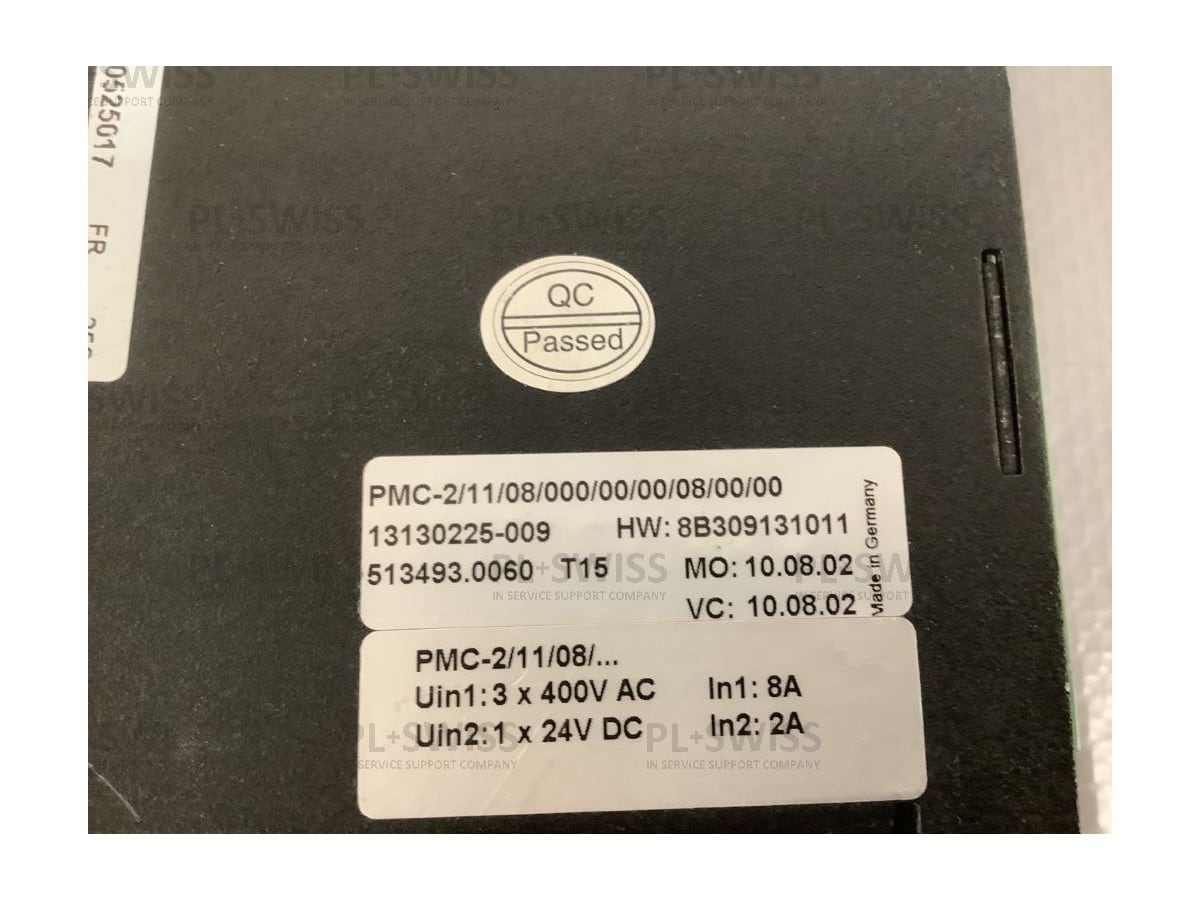 0525017 FR
QC
Passed
PMC-2/11/08/000/00/00/08/00/00
13130225-009 HW: 8B309131011
513493.0060 T15 MO: 10.08.02
VC: 10.08.02
Made in Germany
PMC-2/11/08/...
Uin1: 3 x 400V AC In1: 8A
Uin2: 1 x 24V DC In2: 2A
PL+SWISS
IN SERVICE SUPPORT COMPANY